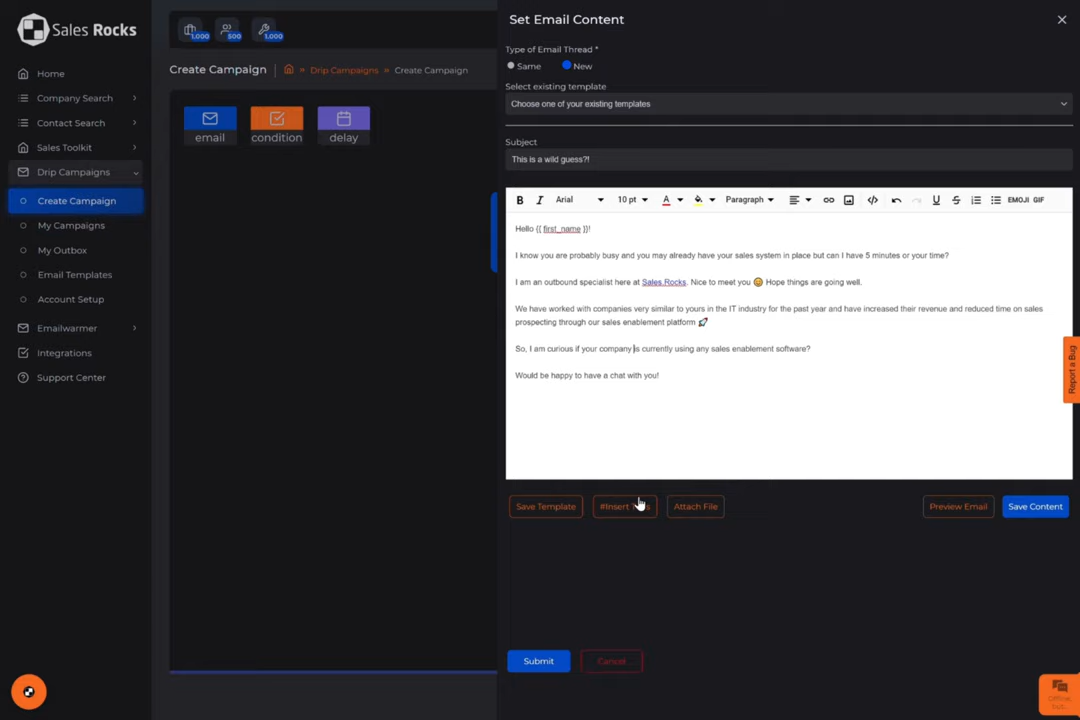 Sales Rocks
Home
Company Search
Contact Search
Sales Toolkit
Drip Campaigns
Create Campaign
My Campaigns
My Outbox
Email Templates
Account Setup
Emailwarmer
Integrations
Support Center
1,000
500
1,000
Create Campaign
Drip Campaigns » Create Campaign
email
condition
delay
Set Email Content
Type of Email Thread *
Same
New
Select existing template
Choose one of your existing templates
Subject
This is a wild guess?!
B I Arial 10 pt A Paragraph U S EMOJI GIF
Hello {{ first_name }}!
I know you are probably busy and you may already have your sales system in place but can I have 5 minutes or your time?
I am an outbound specialist here at Sales.Rocks. Nice to meet you 😊 Hope things are going well.
We have worked with companies very similar to yours in the IT industry for the past year and have increased their revenue and reduced time on sales
prospecting through our sales enablement platform 🚀
So, I am curious if your company is currently using any sales enablement software?
Would be happy to have a chat with you!
Save Template
#Insert
Attach File
Preview Email
Save Content
Submit
Cancel
Report a Bug